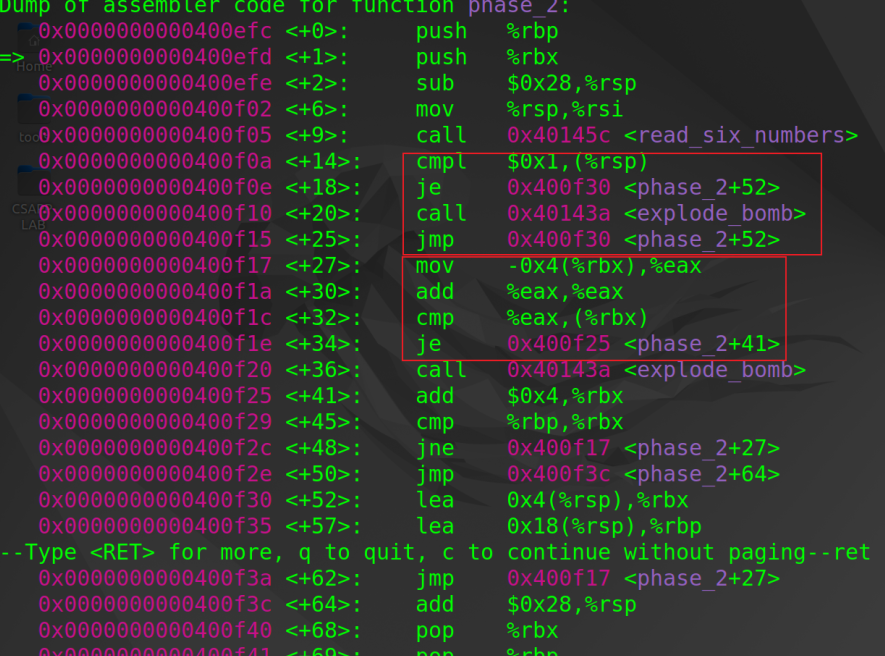 Dump of assembler code for function phase_2:
0x0000000000400efc <+0>: push %rbp
=> 0x0000000000400efd <+1>: push %rbx
0x0000000000400efe <+2>: sub $0x28,%rsp
0x0000000000400f02 <+6>: mov %rsp,%rsi
0x0000000000400f05 <+9>: call 0x40145c <read_six_numbers>
0x0000000000400f0a <+14>: cmpl $0x1,(%rsp)
0x0000000000400f0e <+18>: je 0x400f30 <phase_2+52>
0x0000000000400f10 <+20>: call 0x40143a <explode_bomb>
0x0000000000400f15 <+25>: jmp 0x400f30 <phase_2+52>
0x0000000000400f17 <+27>: mov -0x4(%rbx),%eax
0x0000000000400f1a <+30>: add %eax,%eax
0x0000000000400f1c <+32>: cmp %eax,(%rbx)
0x0000000000400f1e <+34>: je 0x400f25 <phase_2+41>
0x0000000000400f20 <+36>: call 0x40143a <explode_bomb>
0x0000000000400f25 <+41>: add $0x4,%rbx
0x0000000000400f29 <+45>: cmp %rbp,%rbx
0x0000000000400f2c <+48>: jne 0x400f17 <phase_2+27>
0x0000000000400f2e <+50>: jmp 0x400f3c <phase_2+64>
0x0000000000400f30 <+52>: lea 0x4(%rsp),%rbx
0x0000000000400f35 <+57>: lea 0x18(%rsp),%rbp
--Type <RET> for more, q to quit, c to continue without paging--ret
0x0000000000400f3a <+62>: jmp 0x400f17 <phase_2+27>
0x0000000000400f3c <+64>: add $0x28,%rsp
0x0000000000400f40 <+68>: pop %rbx
0x0000000000400f41 <+69>: pop %rbp
Home
CSAPP
LAB